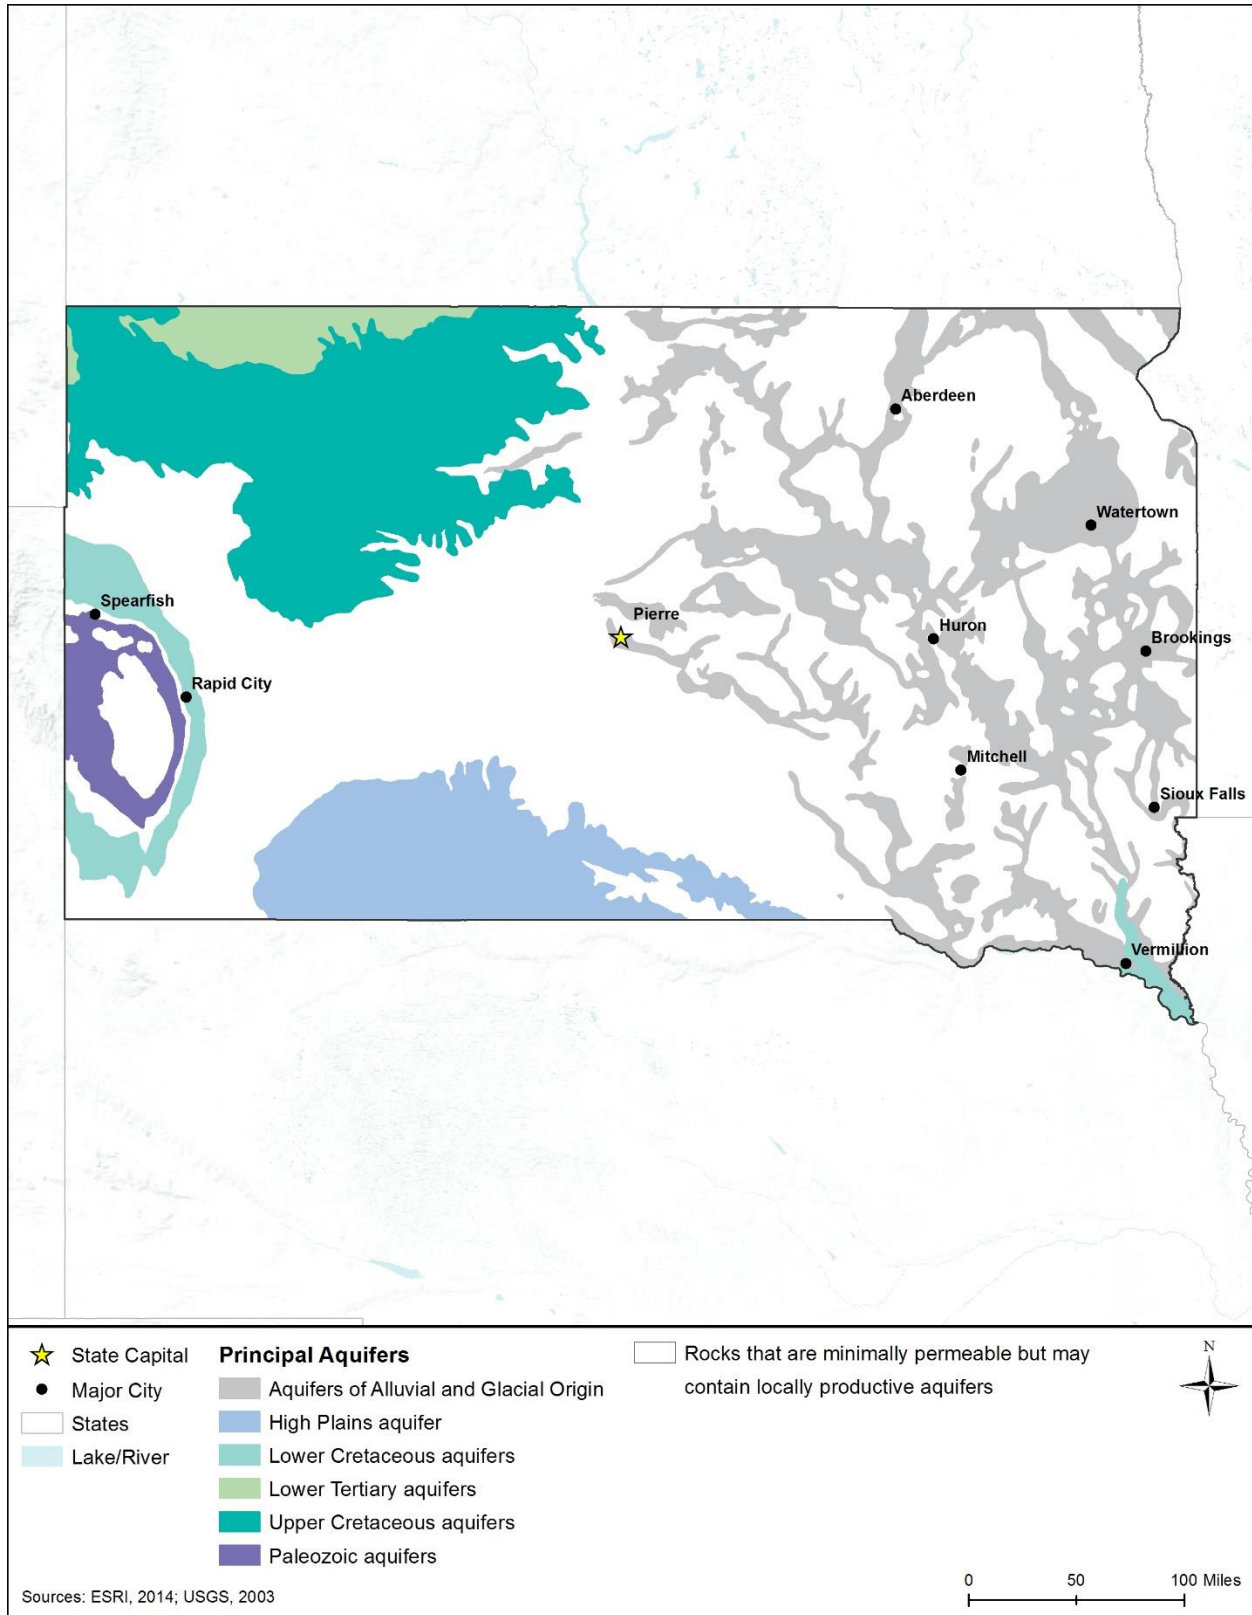 Aberdeen
Watertown
Spearfish
Pierre
Huron
Brookings
Rapid City
Mitchell
Sioux Falls
Vermillion
State Capital
Major City
States
Lake/River
Principal Aquifers
Aquifers of Alluvial and Glacial Origin
High Plains aquifer
Lower Cretaceous aquifers
Lower Tertiary aquifers
Upper Cretaceous aquifers
Paleozoic aquifers
Rocks that are minimally permeable but may
contain locally productive aquifers
N
Sources: ESRI, 2014; USGS, 2003
0 50 100 Miles